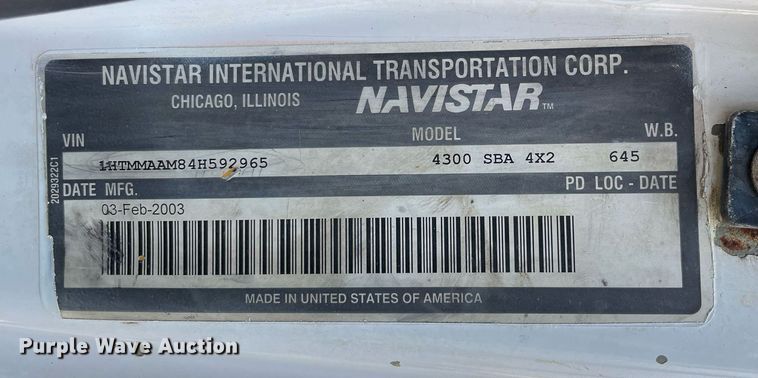 NAVISTAR INTERNATIONAL TRANSPORTATION CORP.
CHICAGO, ILLINOIS NAVISTAR TM
VIN MODEL W.B.
1HTMMAAM84H592965 4300 SBA 4X2 645
DATE MFG. PD LOC - DATE
03-Feb-2003
MADE IN UNITED STATES OF AMERICA
2029322C1
Purple Wave Auction